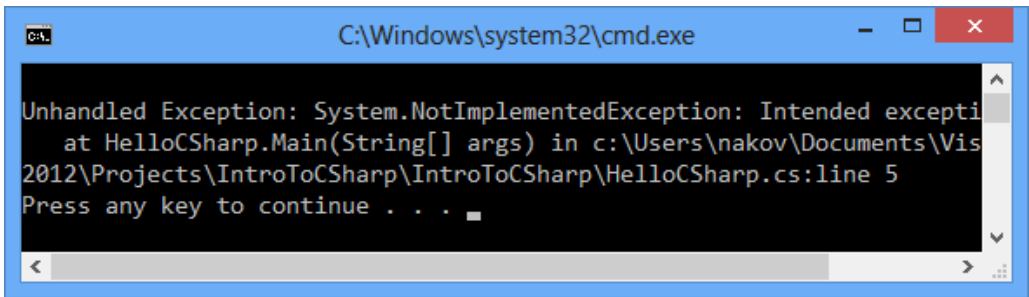 C:\Windows\system32\cmd.exe
Unhandled Exception: System.NotImplementedException: Intended excepti
   at HelloCSharp.Main(String[] args) in c:\Users\nakov\Documents\Vis
2012\Projects\IntroToCSharp\IntroToCSharp\HelloCSharp.cs:line 5
Press any key to continue . . .